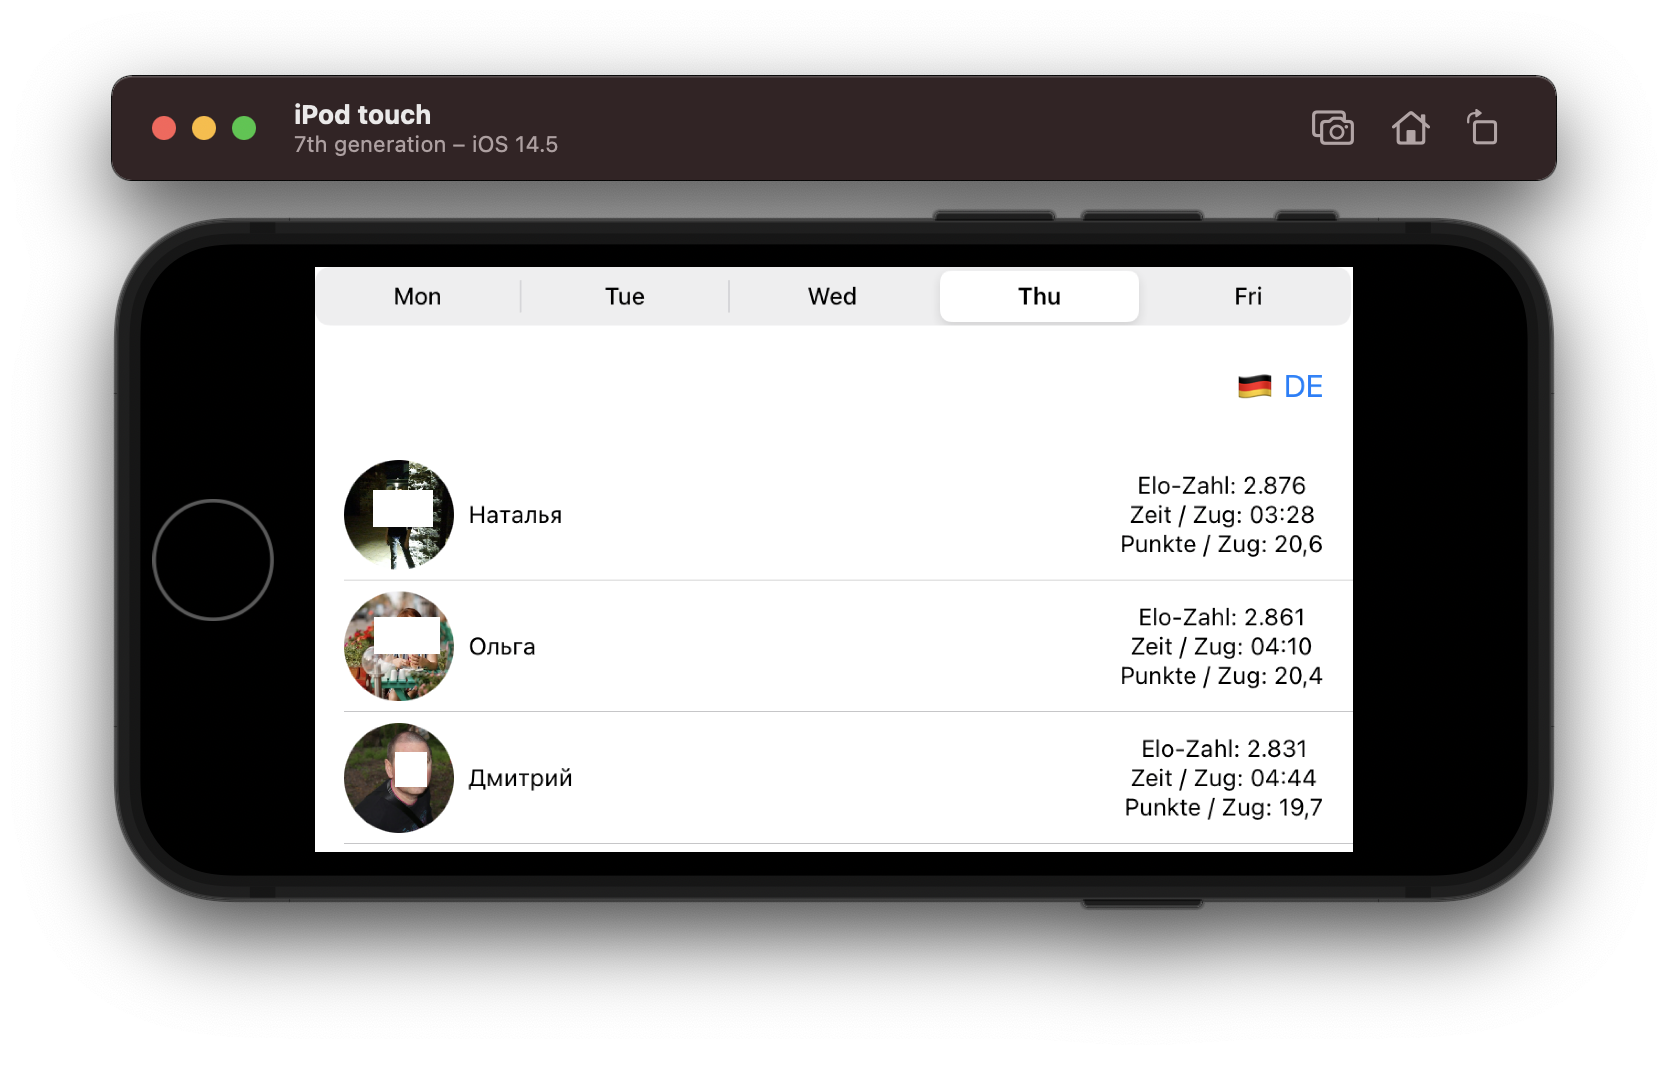 iPod touch
7th generation – iOS 14.5
Mon Tue Wed Thu Fri
🇩🇪 DE
Наталья
Elo-Zahl: 2.876
Zeit / Zug: 03:28
Punkte / Zug: 20,6
Ольга
Elo-Zahl: 2.861
Zeit / Zug: 04:10
Punkte / Zug: 20,4
Дмитрий
Elo-Zahl: 2.831
Zeit / Zug: 04:44
Punkte / Zug: 19,7